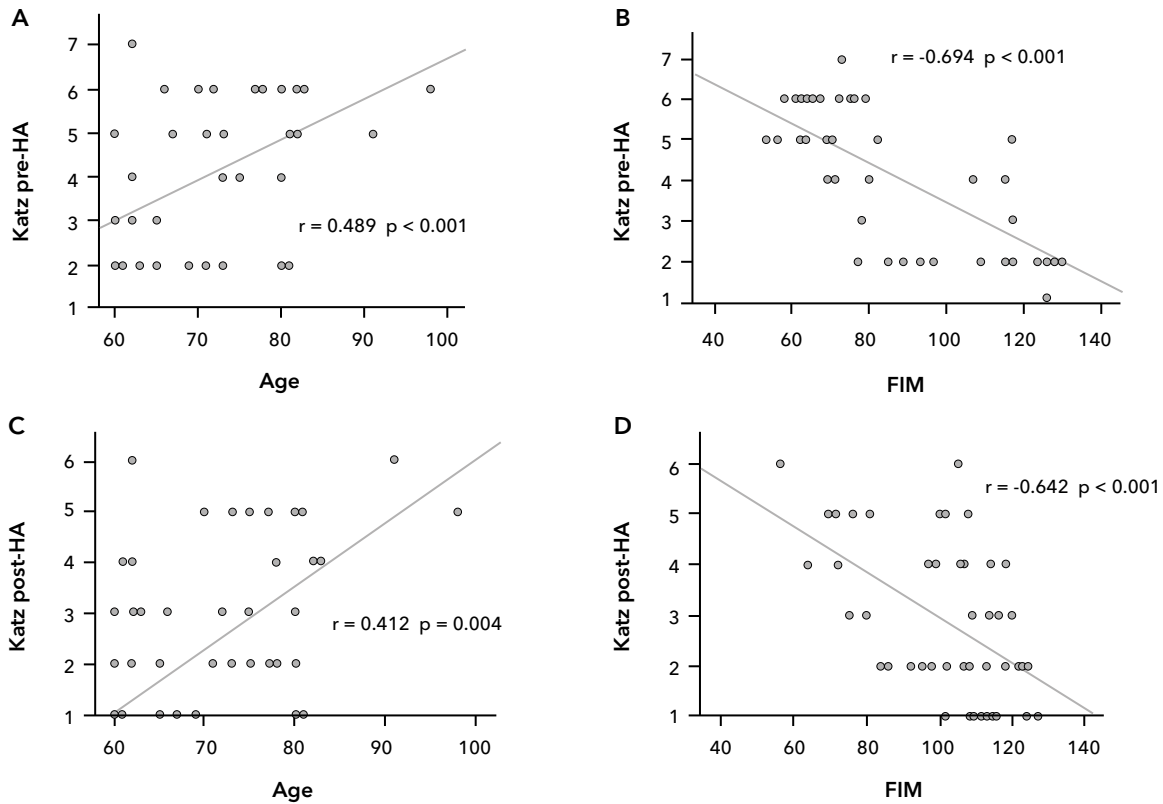 A
Katz pre-HA
7
6
5
4
3
2
1
r = 0.489 p < 0.001
60 70 80 90 100
Age
B
Katz pre-HA
7
6
5
4
3
2
1
r = -0.694 p < 0.001
40 60 80 100 120 140
FIM
C
Katz post-HA
6
5
4
3
2
1
r = 0.412 p = 0.004
60 70 80 90 100
Age
D
Katz post-HA
6
5
4
3
2
1
r = -0.642 p < 0.001
40 60 80 100 120 140
FIM